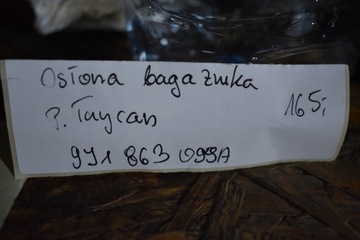 Osłona bagażnika
P. Taycan 165,-
9J1 863 099A